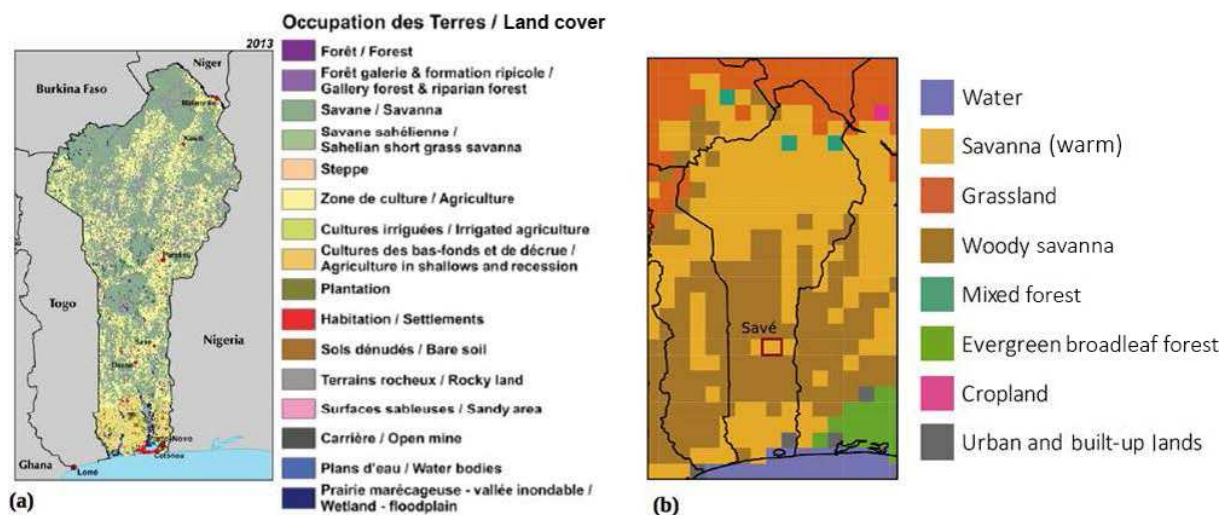 Occupation des Terres / Land cover
2013
Niger
Burkina Faso
Togo
Nigeria
Ghana
Lomé
Cotonou
(a)
Forêt / Forest
Forêt galerie & formation ripicole /
Gallery forest & riparian forest
Savane / Savanna
Savane sahélienne /
Sahelian short grass savanna
Steppe
Zone de culture / Agriculture
Cultures irriguées / Irrigated agriculture
Cultures des bas-fonds et de décrue /
Agriculture in shallows and recession
Plantation
Habitation / Settlements
Sols dénudés / Bare soil
Terrains rocheux / Rocky land
Surfaces sableuses / Sandy area
Carrière / Open mine
Plans d'eau / Water bodies
Prairie marécageuse - vallée inondable /
Wetland - floodplain
Savé
(b)
Water
Savanna (warm)
Grassland
Woody savanna
Mixed forest
Evergreen broadleaf forest
Cropland
Urban and built-up lands